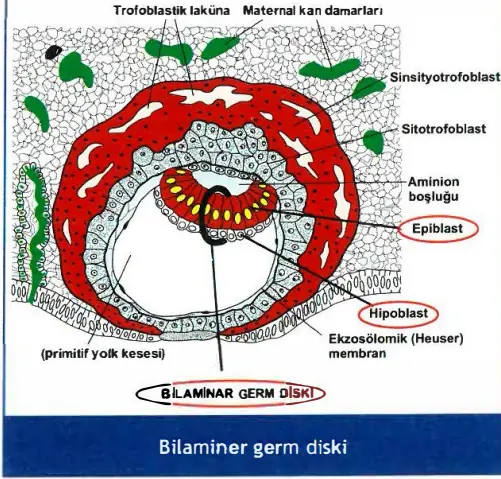 Trofoblastik laküna Maternal kan damarları
Sinsityotrofoblast
Sitotrofoblast
Aminion
boşluğu
Epiblast
Hipoblast
Ekzosölomik (Heuser)
membran
(primitif yolk kesesi)
BİLAMİNAR GERM DİSKİ
Bilaminer germ diski